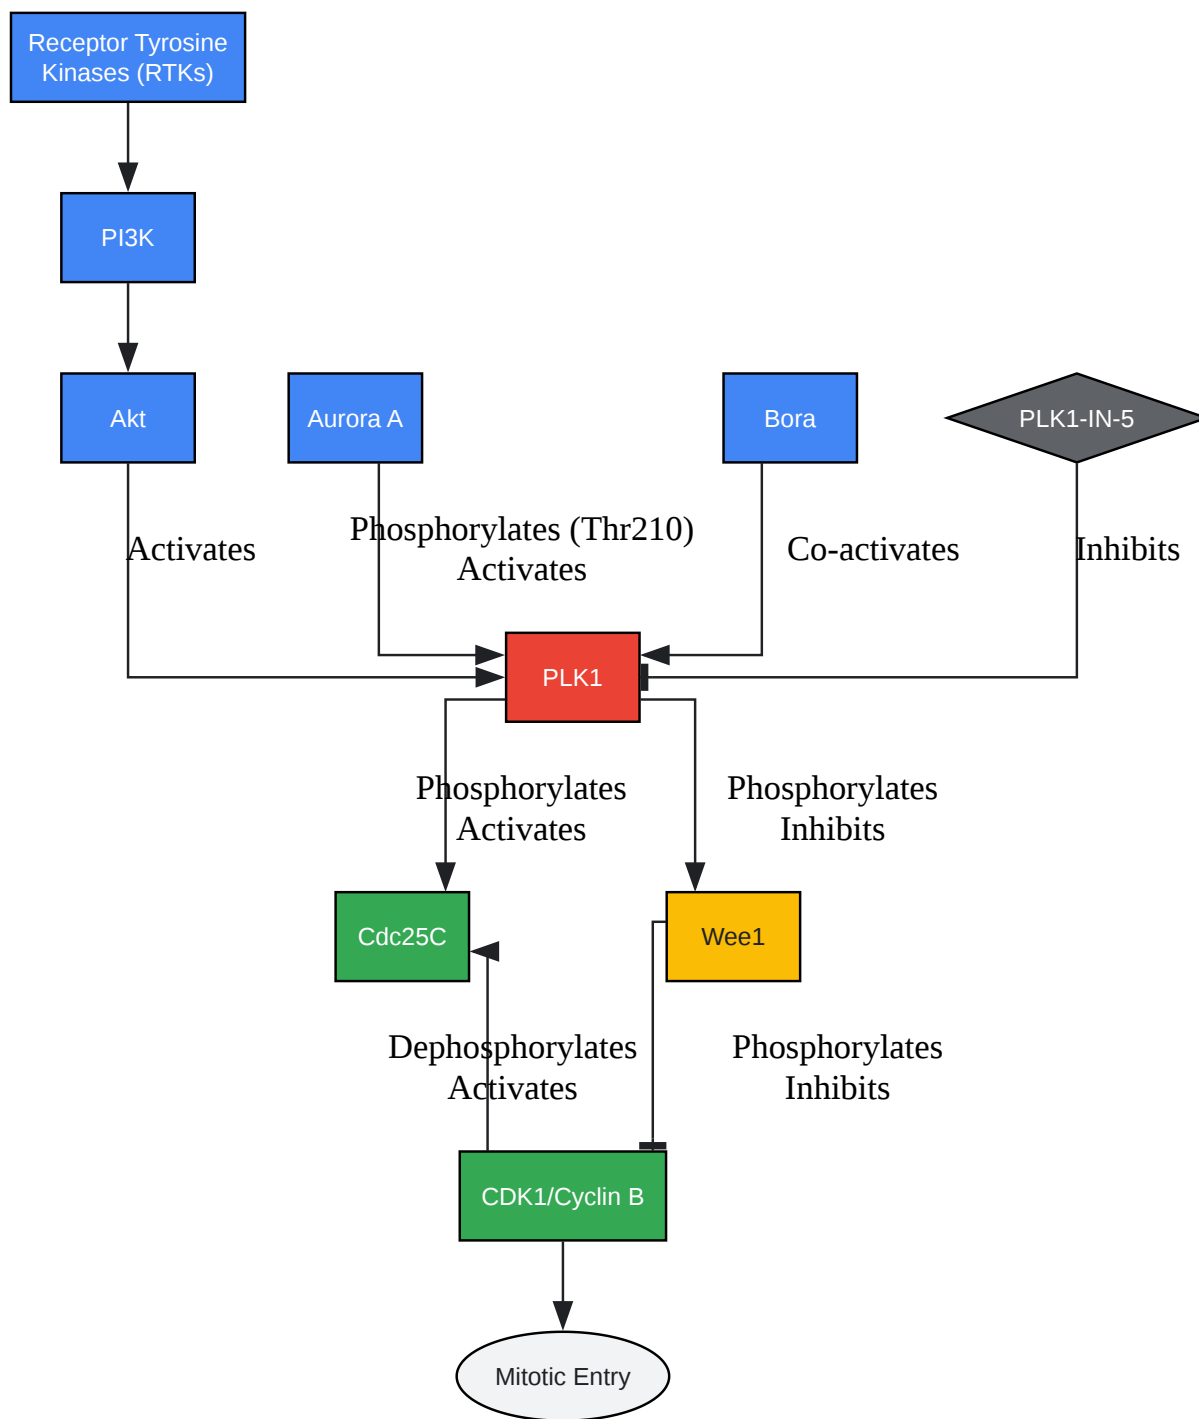 Receptor Tyrosine
Kinases (RTKs)
PI3K
Akt
Aurora A
Bora
PLK1-IN-5
Activates
Phosphorylates (Thr210)
Activates
Co-activates
Inhibits
PLK1
Phosphorylates
Activates
Phosphorylates
Inhibits
Cdc25C
Wee1
Dephosphorylates
Activates
Phosphorylates
Inhibits
CDK1/Cyclin B
Mitotic Entry